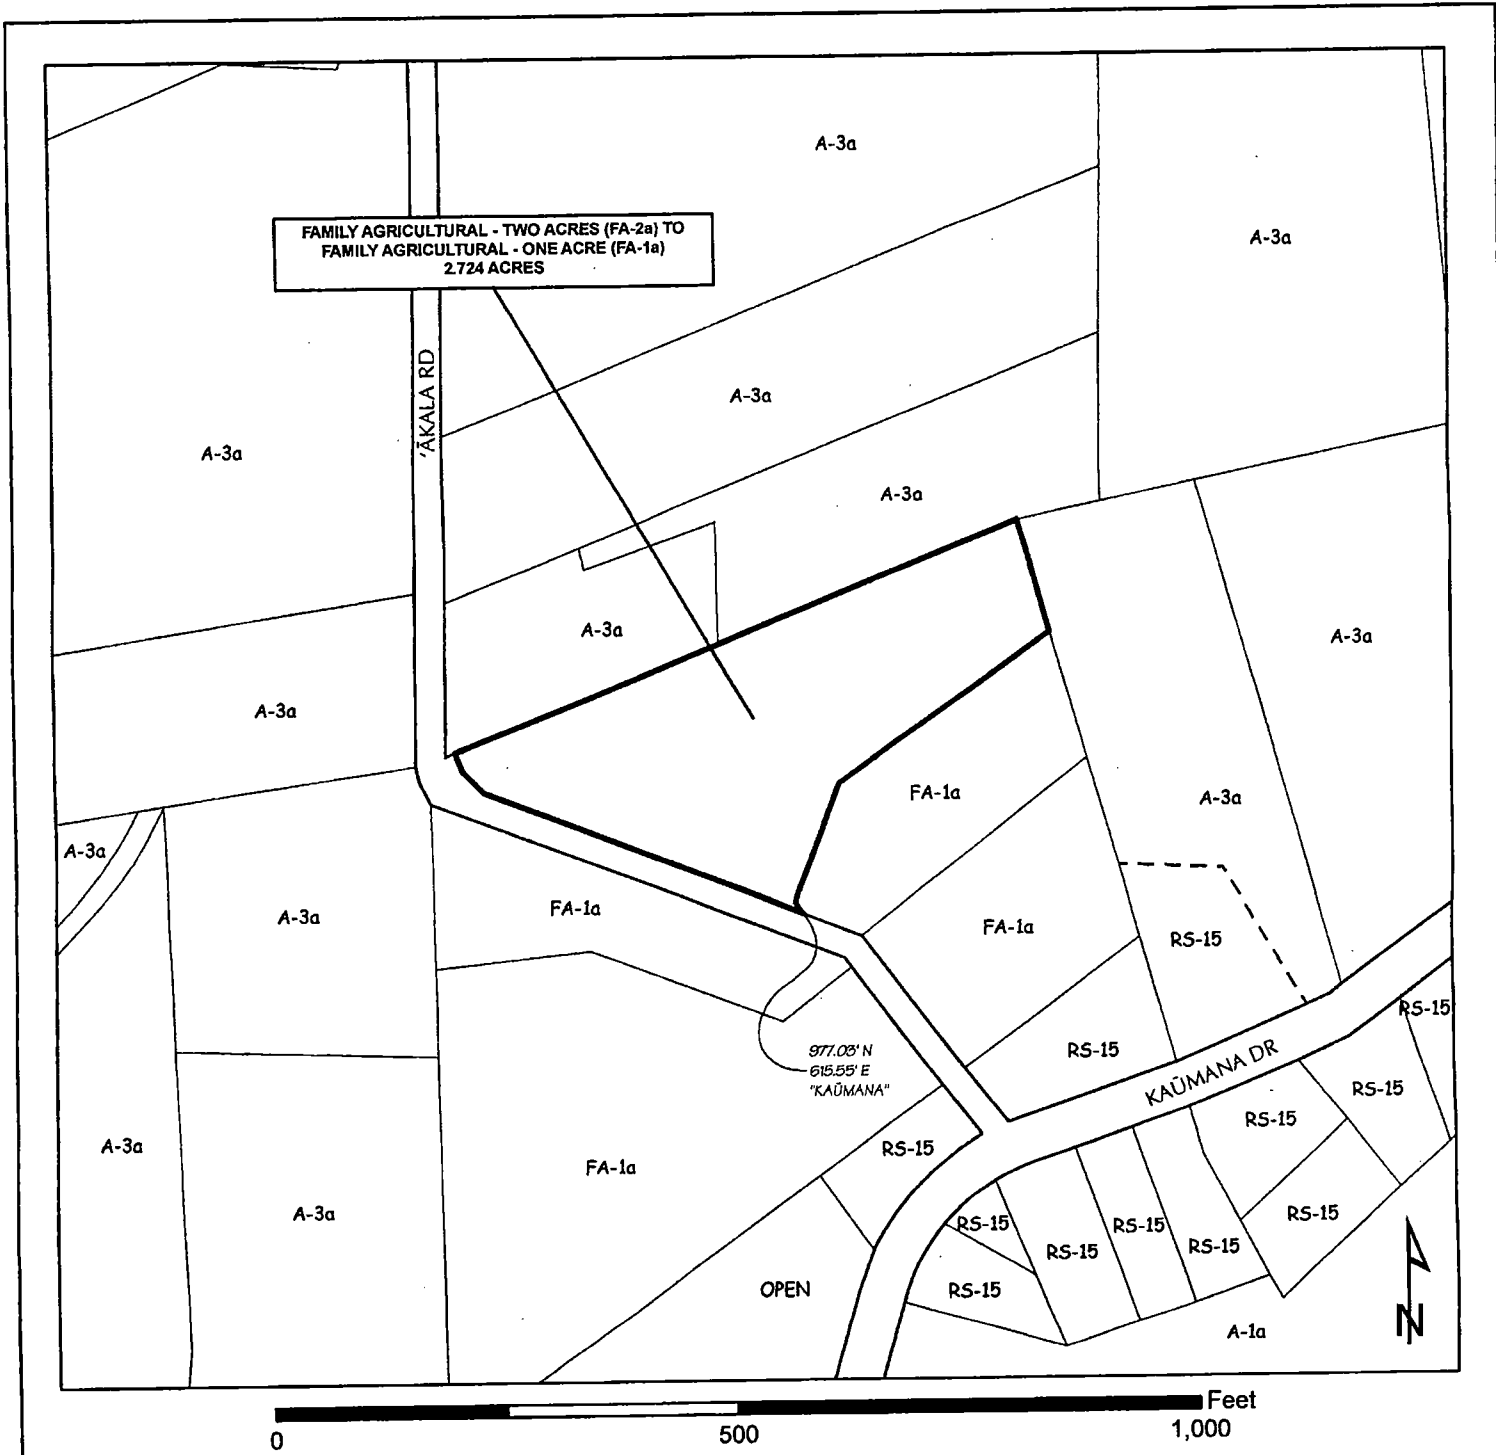 A-3a
A-3a
FAMILY AGRICULTURAL - TWO ACRES (FA-2a) TO
FAMILY AGRICULTURAL - ONE ACRE (FA-1a)
2.724 ACRES
'ĀKALA RD
A-3a
A-3a
A-3a
A-3a
A-3a
A-3a
FA-1a
A-3a
A-3a
A-3a
FA-1a
FA-1a
RS-15
RS-15
977.03' N
615.55' E
"KAŪMANA"
RS-15
KAŪMANA DR
RS-15
RS-15
A-3a
FA-1a
RS-15
A-3a
RS-15
RS-15
RS-15
RS-15
RS-15
OPEN
RS-15
A-1a
N
Feet
0
500
1,000